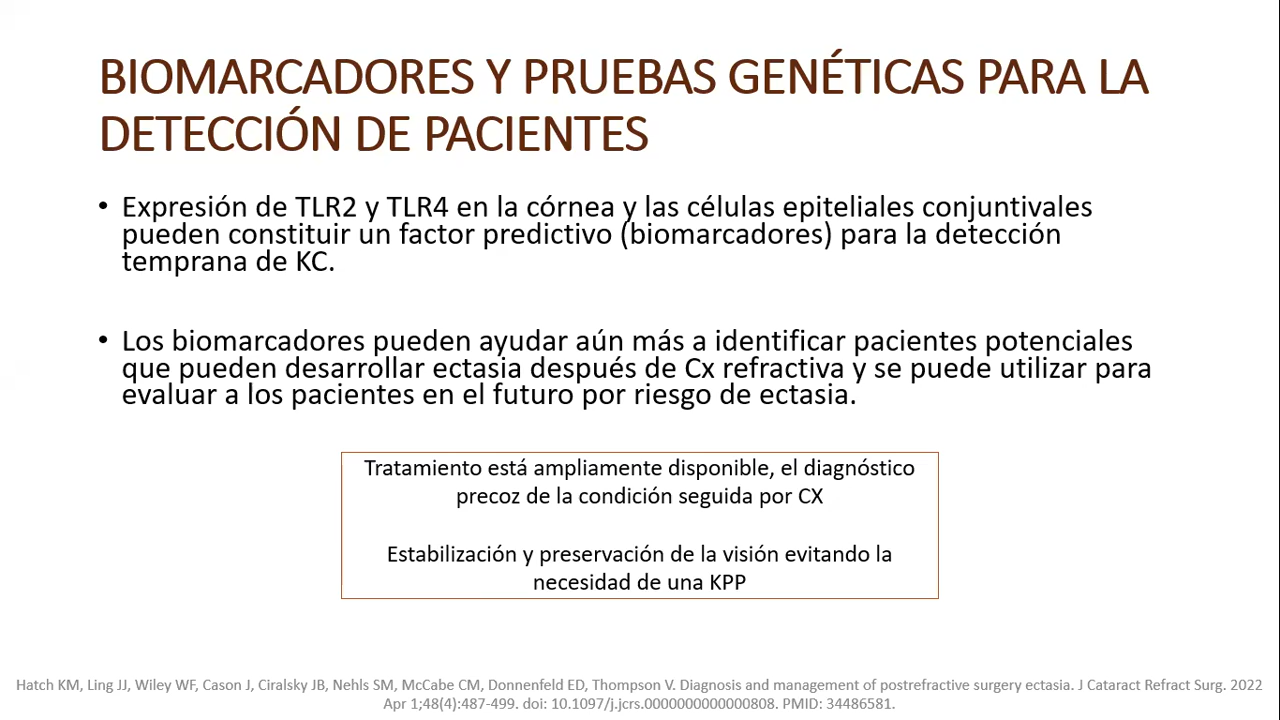 BIOMARCADORES Y PRUEBAS GENÉTICAS PARA LA
DETECCIÓN DE PACIENTES
• Expresión de TLR2 y TLR4 en la córnea y las células epiteliales conjuntivales
pueden constituir un factor predictivo (biomarcadores) para la detección
temprana de KC.
• Los biomarcadores pueden ayudar aún más a identificar pacientes potenciales
que pueden desarrollar ectasia después de Cx refractiva y se puede utilizar para
evaluar a los pacientes en el futuro por riesgo de ectasia.
Tratamiento está ampliamente disponible, el diagnóstico
precoz de la condición seguida por CX
Estabilización y preservación de la visión evitando la
necesidad de una KPP
Hatch KM, Ling JJ, Wiley WF, Cason J, Ciralsky JB, Nehls SM, McCabe CM, Donnenfeld ED, Thompson V. Diagnosis and management of postrefractive surgery ectasia. J Cataract Refract Surg. 2022
Apr 1;48(4):487-499. doi: 10.1097/j.jcrs.0000000000000808. PMID: 34486581.